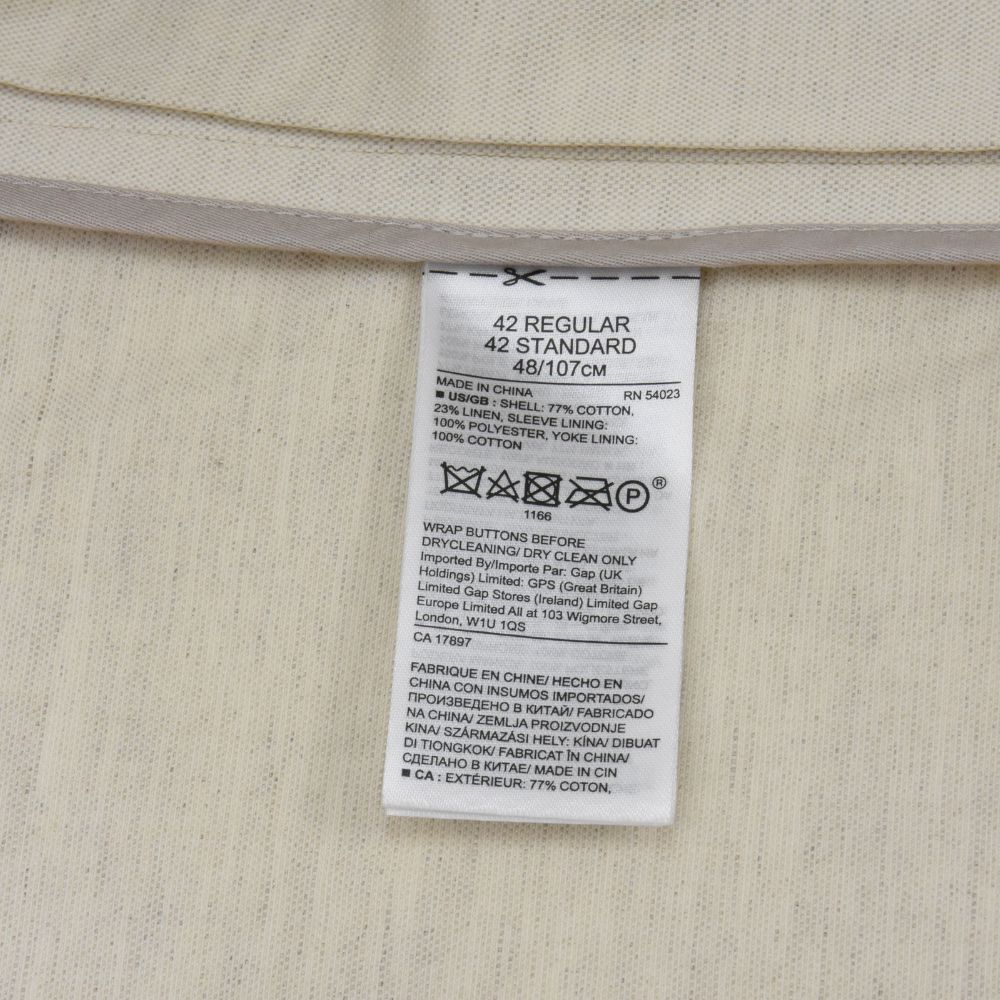 42 REGULAR
42 STANDARD
48/107CM
MADE IN CHINA RN 54023
■ US/GB : SHELL: 77% COTTON,
23% LINEN, SLEEVE LINING:
100% POLYESTER, YOKE LINING:
100% COTTON
P ®
1166
WRAP BUTTONS BEFORE
DRYCLEANING/ DRY CLEAN ONLY
Imported By/Importe Par: Gap (UK
Holdings) Limited: GPS (Great Britain)
Limited Gap Stores (Ireland) Limited Gap
Europe Limited All at 103 Wigmore Street,
London, W1U 1QS
CA 17897
FABRIQUE EN CHINE/ HECHO EN
CHINA CON INSUMOS IMPORTADOS/
ПРОИЗВЕДЕНО В КИТАЙ/ FABRICADO
NA CHINA/ ZEMLJA PROIZVODNJE
KINA/ SZÁRMAZÁSI HELY: KÍNA/ DIBUAT
DI TIONGKOK/ FABRICAT ÎN CHINA/
СДЕЛАНО В КИТАЕ/ MADE IN CIN
■ CA : EXTÉRIEUR: 77% COTON,